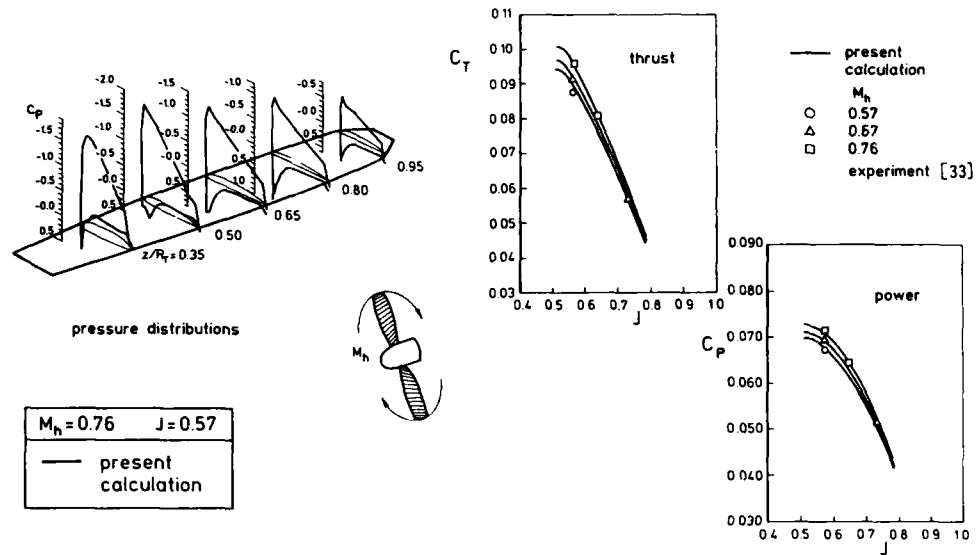 C_P
-1.5
-1.0
-0.5
-0.0
0.5
-2.0
-1.5
-1.0
-0.5
-0.0
0.5
-1.5
-1.0
-0.5
-0.0
0.5
-1.0
-0.5
-0.0
0.5
-0.5
-0.0
0.5
z/R_T = 0.35
0.50
0.65
0.80
0.95
pressure distributions
M_h
M_h = 0.76 J = 0.57
present
calculation
C_T
thrust
0.11
0.10
0.09
0.08
0.07
0.06
0.05
0.04
0.03
0.4 0.5 0.6 0.7 0.8 0.9 1.0
J
present
calculation
M_h
0.57
0.67
0.76
experiment [33]
C_P
power
0.090
0.080
0.070
0.060
0.050
0.040
0.030
0.4 0.5 0.6 0.7 0.8 0.9 1.0
J